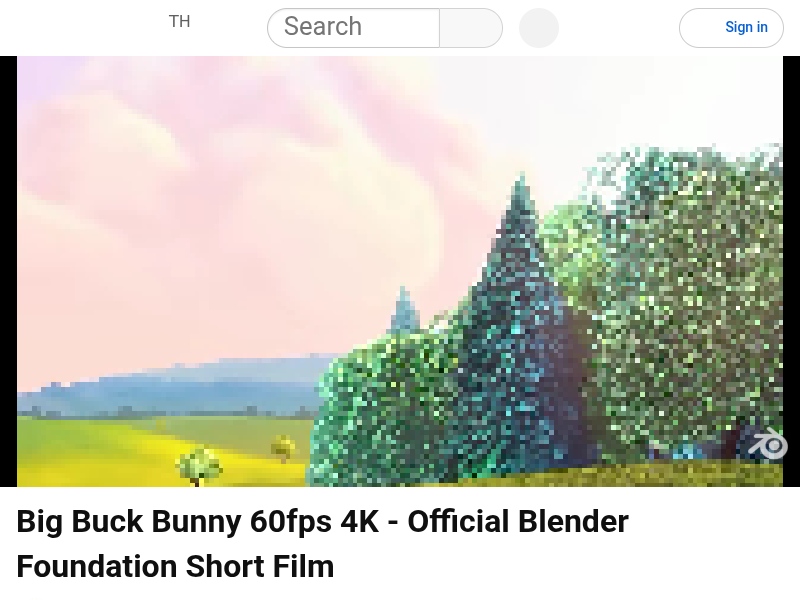 TH
Search
Sign in
Big Buck Bunny 60fps 4K - Official Blender
Foundation Short Film